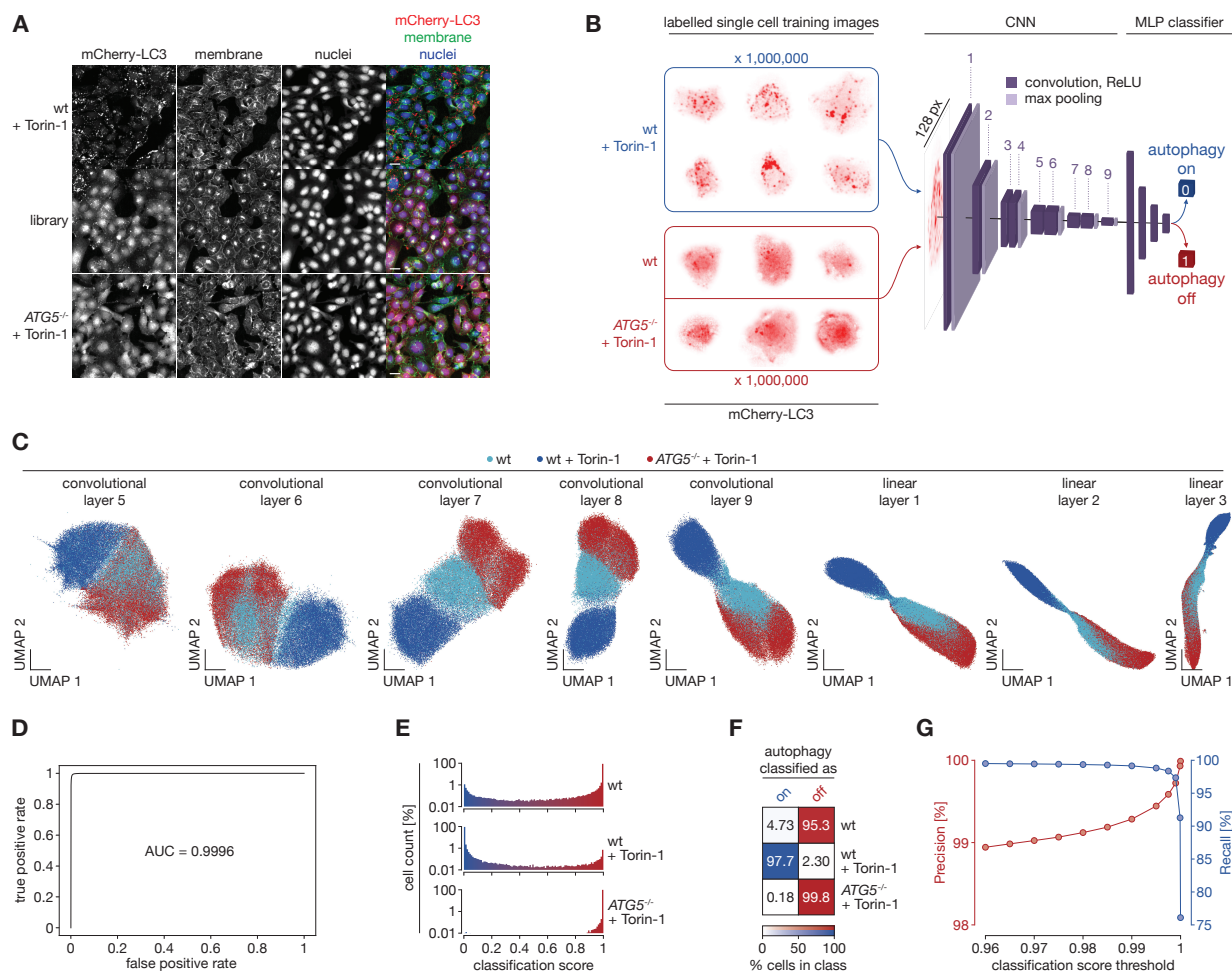 A
mCherry-LC3
membrane
nuclei
mCherry-LC3
membrane
nuclei
wt
+ Torin-1
library
ATG5-/-
+ Torin-1
B
labelled single cell training images
CNN
MLP classifier
x 1,000,000
wt
+ Torin-1
wt
ATG5-/-
+ Torin-1
x 1,000,000
mCherry-LC3
128 px
1
2
3
4
5
6
7
8
9
convolution, ReLU
max pooling
autophagy
on
0
1
autophagy
off
C
wt
wt + Torin-1
ATG5-/- + Torin-1
convolutional
layer 5
convolutional
layer 6
convolutional
layer 7
convolutional
layer 8
convolutional
layer 9
linear
layer 1
linear
layer 2
linear
layer 3
UMAP 2
UMAP 1
UMAP 2
UMAP 1
UMAP 2
UMAP 1
UMAP 2
UMAP 1
UMAP 2
UMAP 1
UMAP 2
UMAP 1
UMAP 2
UMAP 1
UMAP 2
UMAP 1
D
true positive rate
1
0.8
0.6
0.4
0.2
0
AUC = 0.9996
0
0.2
0.4
0.6
0.8
1
false positive rate
E
cell count [%]
100
1
0.01
wt
100
1
0.01
wt
+ Torin-1
100
1
0.01
ATG5-/-
+ Torin-1
0
0.2
0.4
0.6
0.8
1
classification score
F
autophagy
classified as
on
off
4.73
95.3
wt
97.7
2.30
wt
+ Torin-1
0.18
99.8
ATG5-/-
+ Torin-1
0
50
100
% cells in class
G
Precision [%]
100
99
98
Recall [%]
100
95
90
85
80
75
0.96
0.97
0.98
0.99
1
classification score threshold